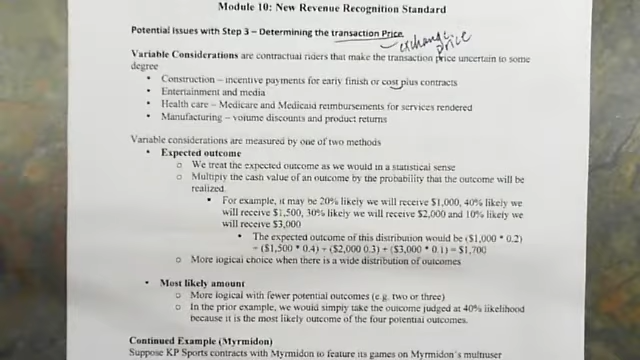 Module 10: New Revenue Recognition Standard
Potential Issues with Step 3 – Determining the transaction Price.
exchange price
Variable Considerations are contractual riders that make the transaction price uncertain to some
degree
• Construction – incentive payments for early finish or cost plus contracts
• Entertainment and media
• Health care – Medicare and Medicaid reimbursements for services rendered
• Manufacturing – volume discounts and product returns
Variable considerations are measured by one of two methods
• Expected outcome
o We treat the expected outcome as we would in a statistical sense
o Multiply the cash value of an outcome by the probability that the outcome will be
realized.
▪ For example, it may be 20% likely we will receive $1,000, 40% likely we
will receive $1,500, 30% likely we will receive $2,000 and 10% likely we
will receive $3,000
▪ The expected outcome of this distribution would be ($1,000 * 0.2)
+ ($1,500 * 0.4) + ($2,000 0.3) + ($3,000 * 0.1) = $1,700
o More logical choice when there is a wide distribution of outcomes
• Most likely amount
o More logical with fewer potential outcomes (e.g. two or three)
o In the prior example, we would simply take the outcome judged at 40% likelihood
because it is the most likely outcome of the four potential outcomes.
Continued Example (Myrmidon)
Suppose KP Sports contracts with Myrmidon to feature its games on Myrmidon's multiuser